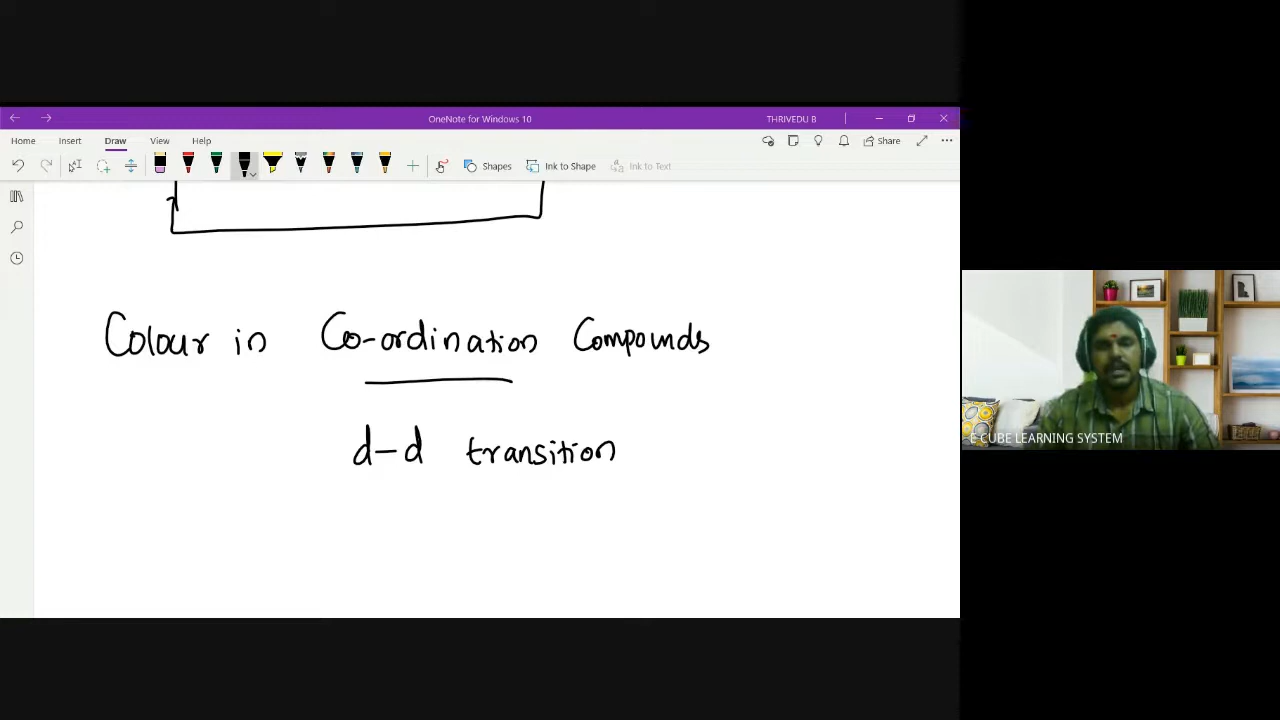 OneNote for Windows 10
THRIVEDU B
Home Insert Draw View Help
Share
Shapes Ink to Shape Ink to Text
Colour in Co-ordination Compounds
d-d transition
E CUBE LEARNING SYSTEM